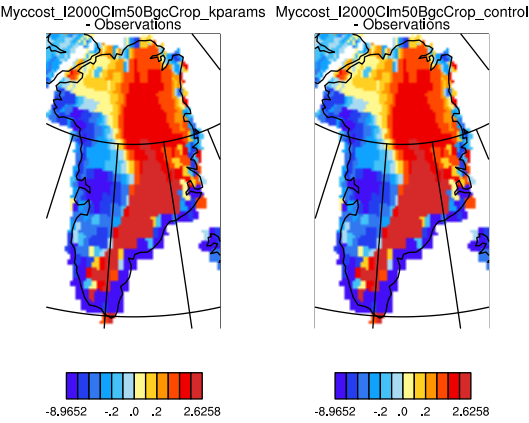 Myccost_I2000Clm50BgcCrop_kparams
- Observations
Myccost_I2000Clm50BgcCrop_control
- Observations
-8.9652 -.2 .0 .2 2.6258
-8.9652 -.2 .0 .2 2.6258